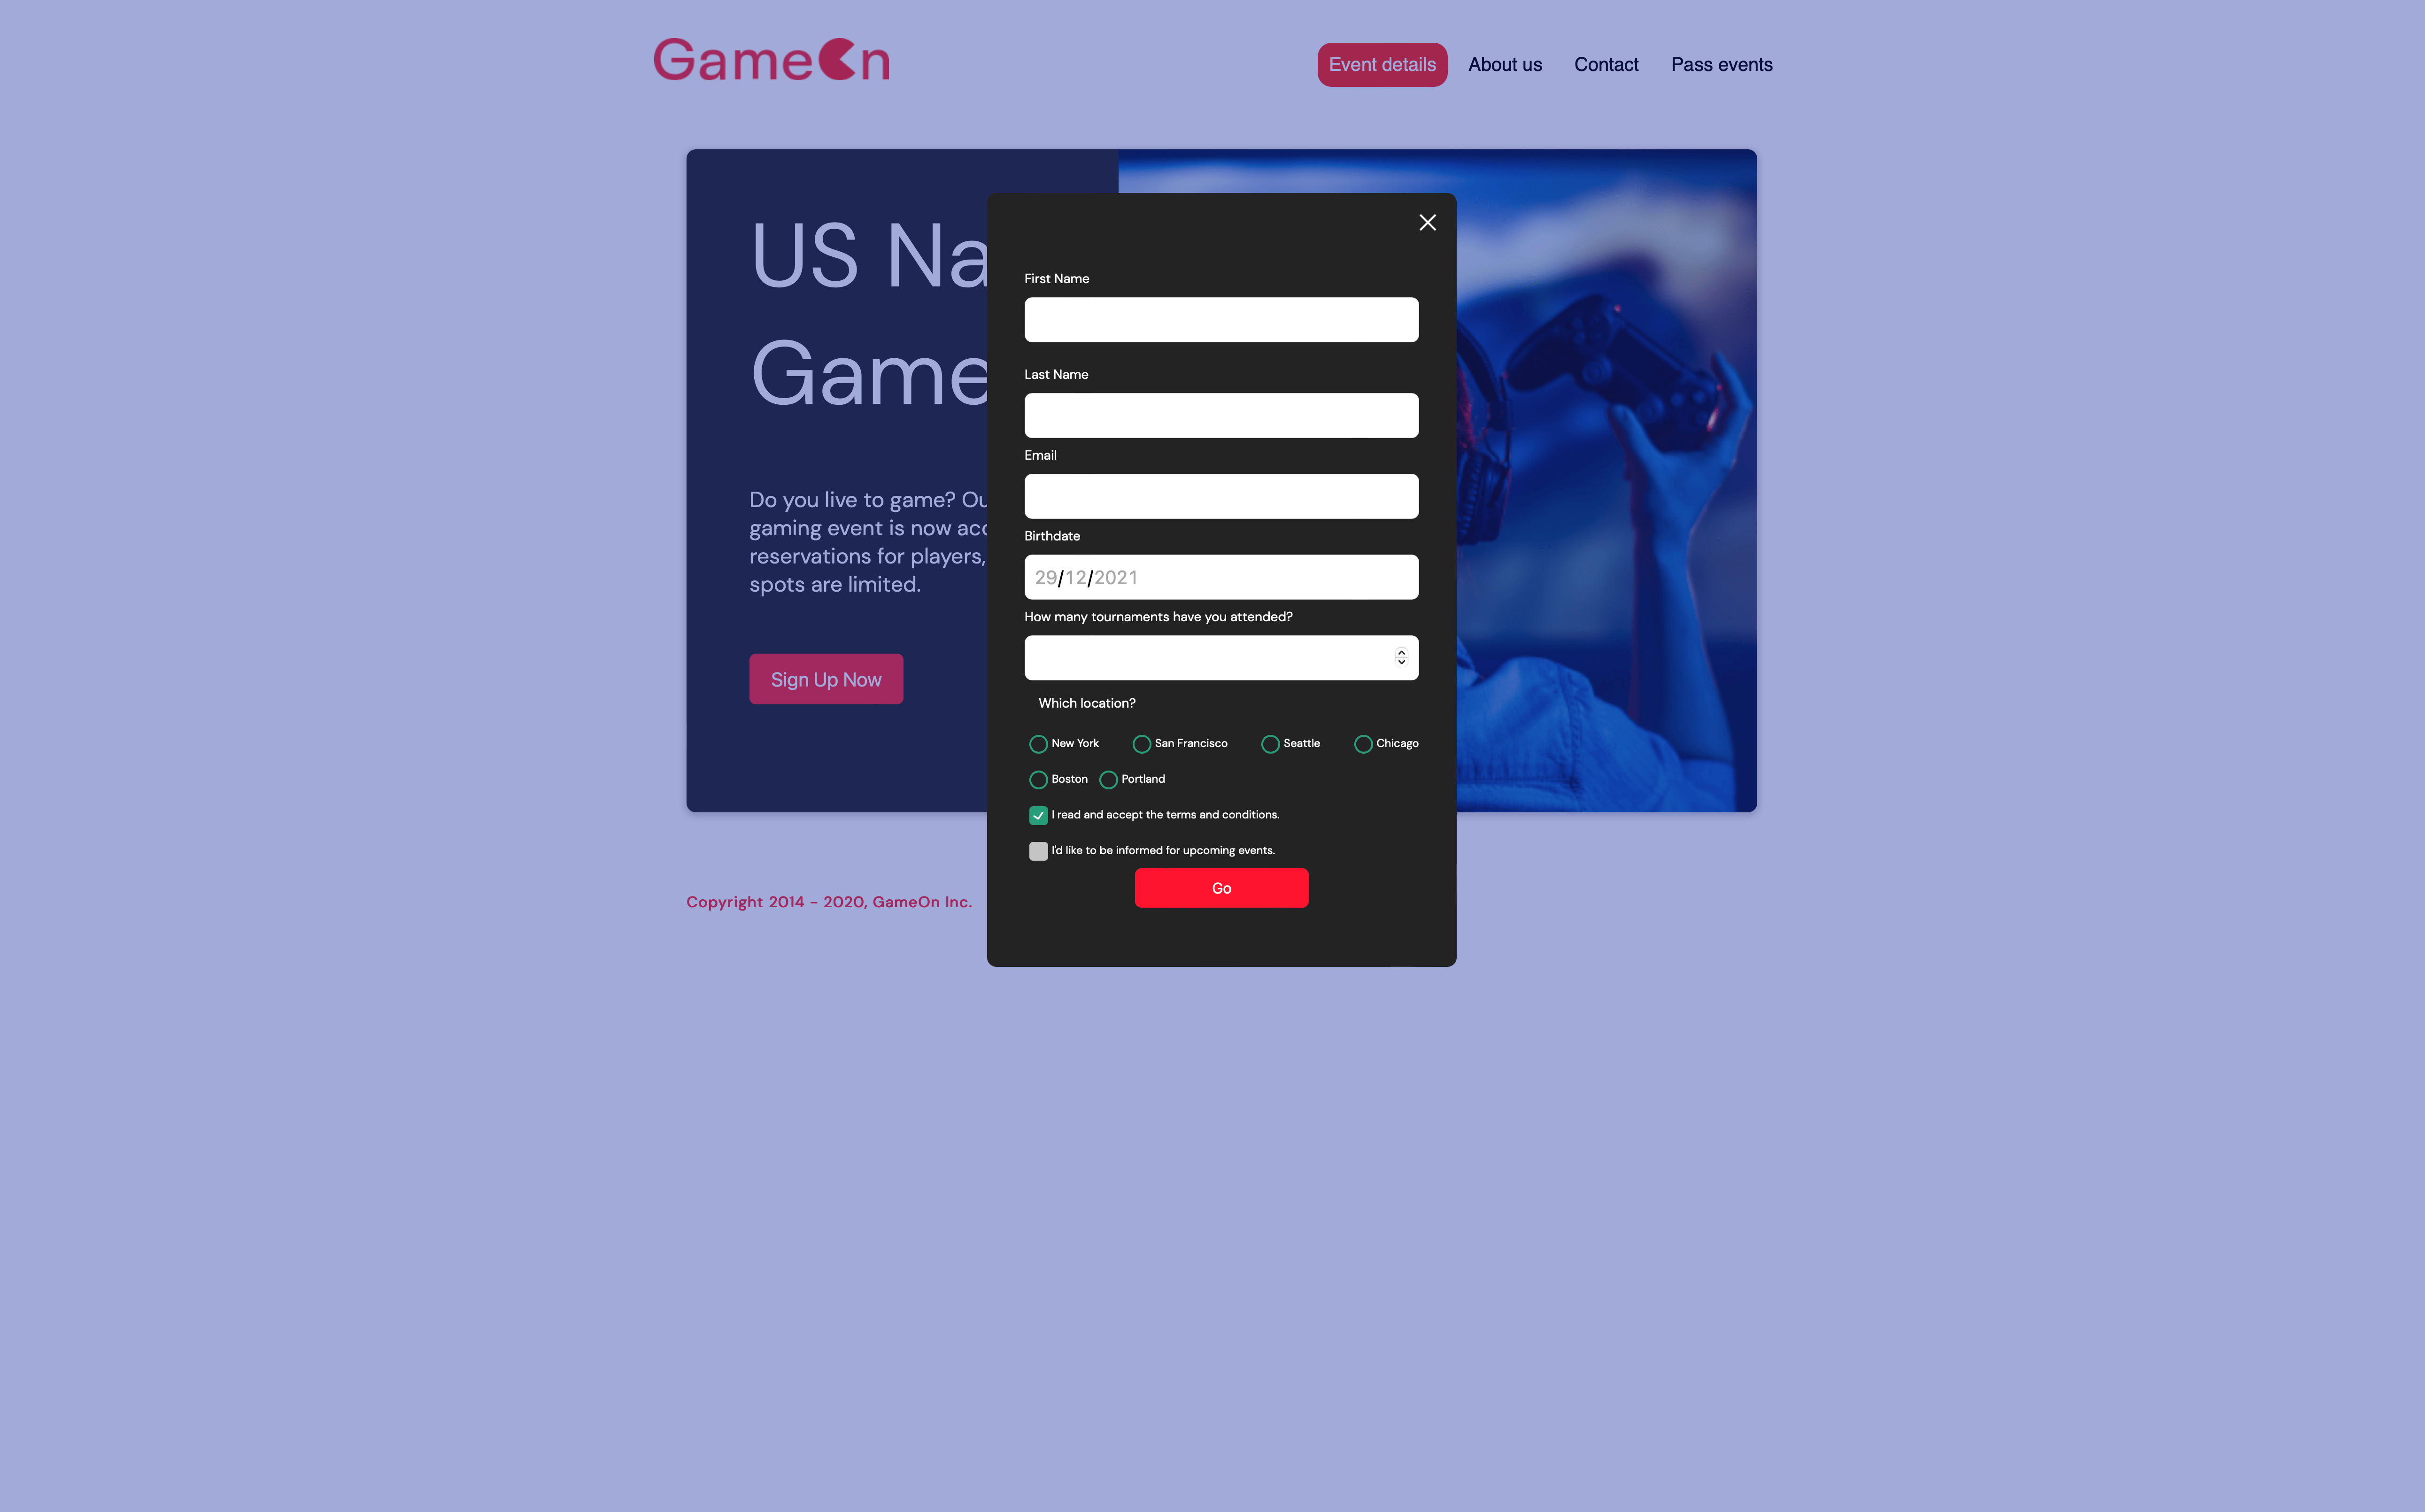 GameOn
Event details
About us
Contact
Pass events
US Na
Game
Do you live to game? Ou
gaming event is now acc
reservations for players,
spots are limited.
Sign Up Now
First Name
Last Name
Email
Birthdate
29/12/2021
How many tournaments have you attended?
Which location?
New York
San Francisco
Seattle
Chicago
Boston
Portland
I read and accept the terms and conditions.
I'd like to be informed for upcoming events.
Go
Copyright 2014 - 2020, GameOn Inc.